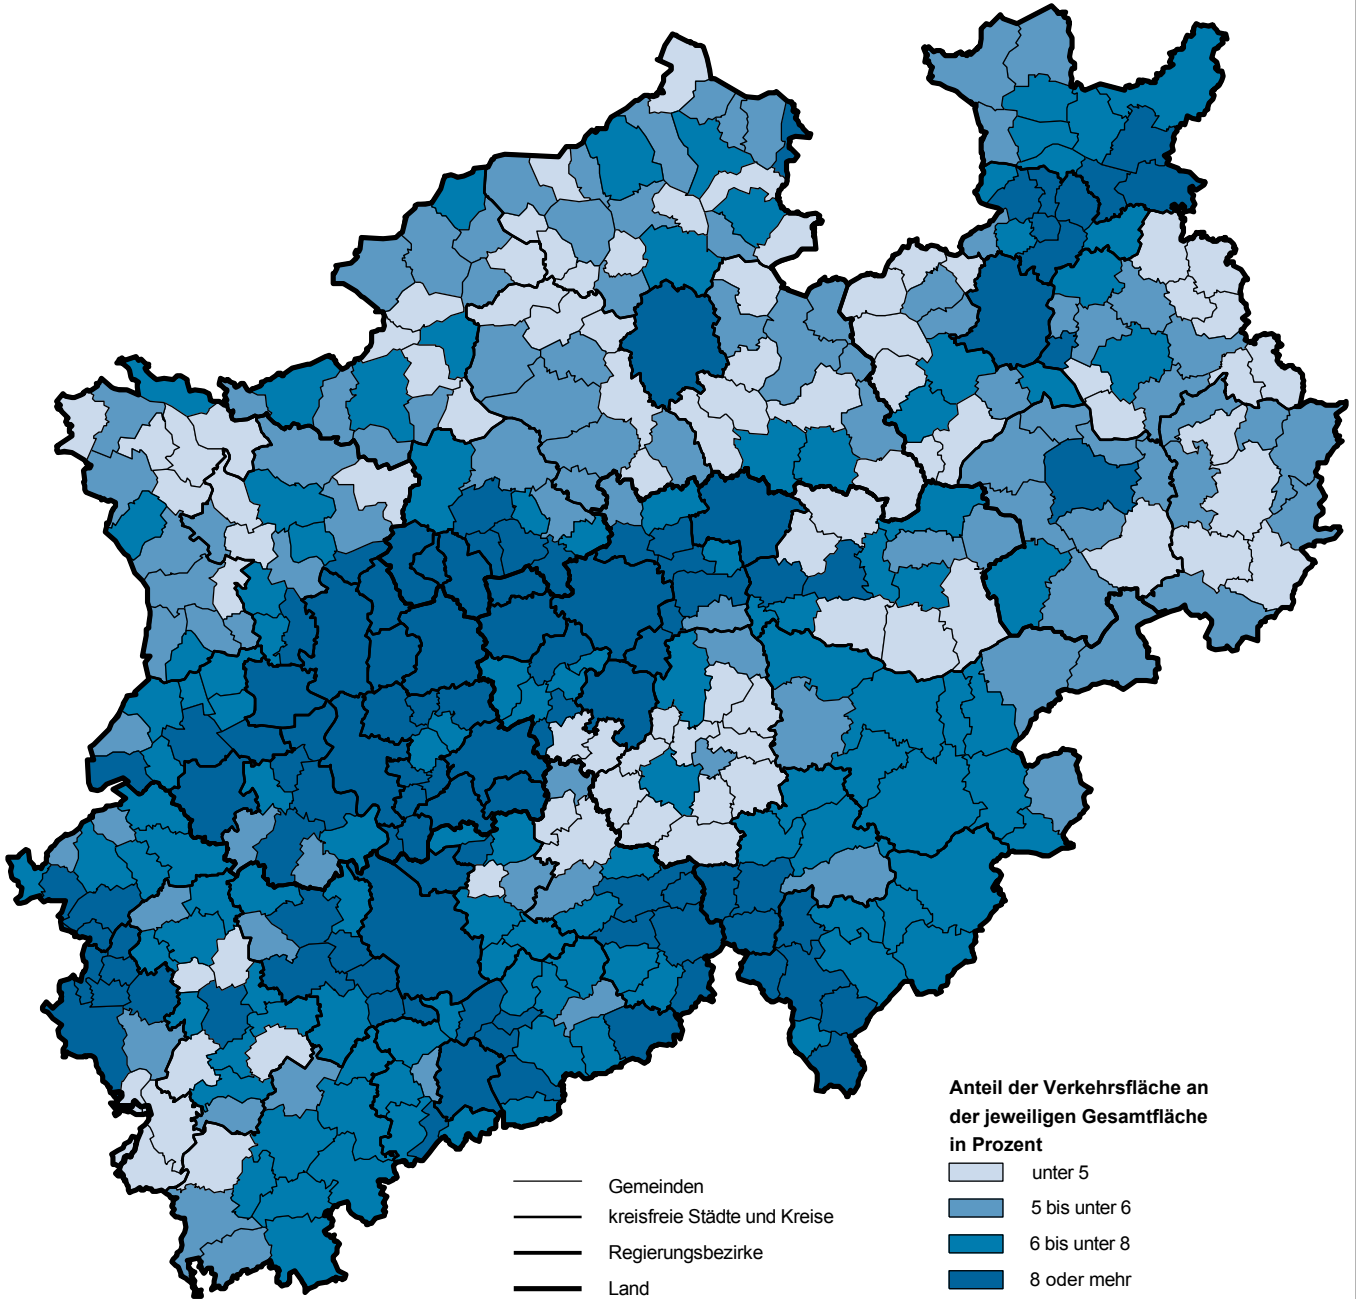 Anteil der Verkehrsfläche an
der jeweiligen Gesamtfläche
in Prozent
unter 5
5 bis unter 6
6 bis unter 8
8 oder mehr
Gemeinden
kreisfreie Städte und Kreise
Regierungsbezirke
Land